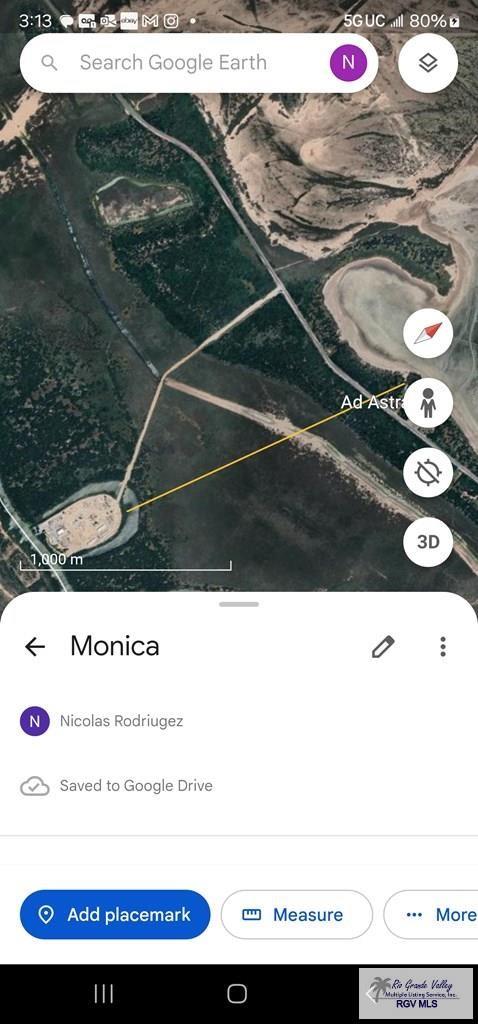 3:13 5G UC 80%
Search Google Earth N
Ad Astra
3D
1,000 m
Monica
N Nicolas Rodriugez
Saved to Google Drive
Add placemark Measure More
Rio Grande Valley
Multiple Listing Service, Inc.
RGV MLS